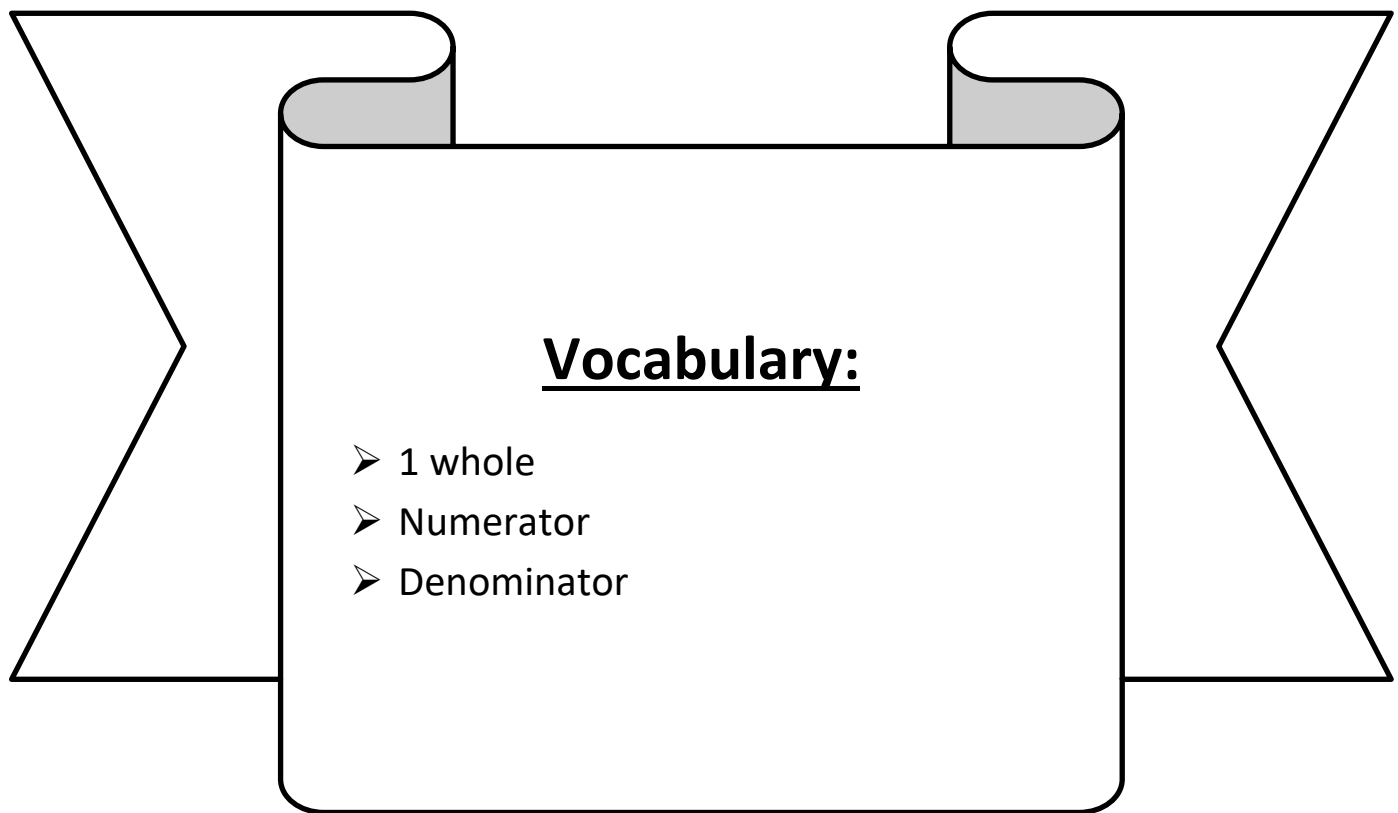 Vocabulary:
➢ 1 whole
➢ Numerator
➢ Denominator